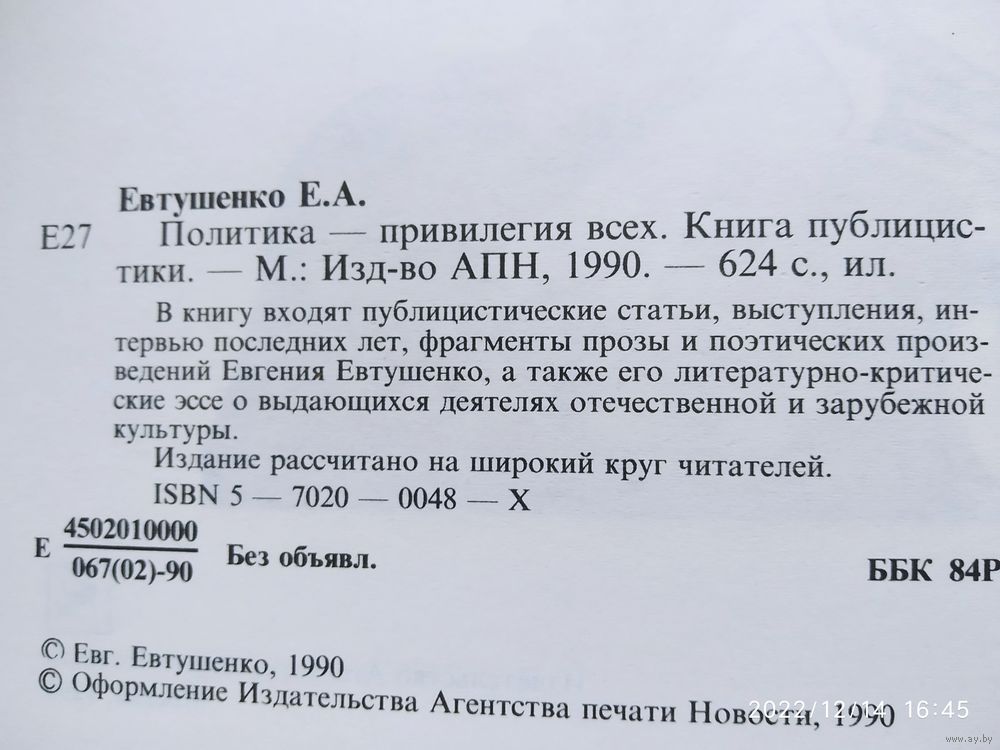 Евтушенко Е.А.
Е27 Политика — привилегия всех. Книга публицис-
тики. — М.: Изд-во АПН, 1990. — 624 с., ил.
В книгу входят публицистические статьи, выступления, ин-
тервью последних лет, фрагменты прозы и поэтических произ-
ведений Евгения Евтушенко, а также его литературно-критиче-
ские эссе о выдающихся деятелях отечественной и зарубежной
культуры.
Издание рассчитано на широкий круг читателей.
ISBN 5 — 7020 — 0048 — X
Е 4502010000
067(02)-90
Без объявл.
ББК 84Р
© Евг. Евтушенко, 1990
© Оформление Издательства Агентства печати Новости, 1990
2022/12/14 16:45
www.ay.by